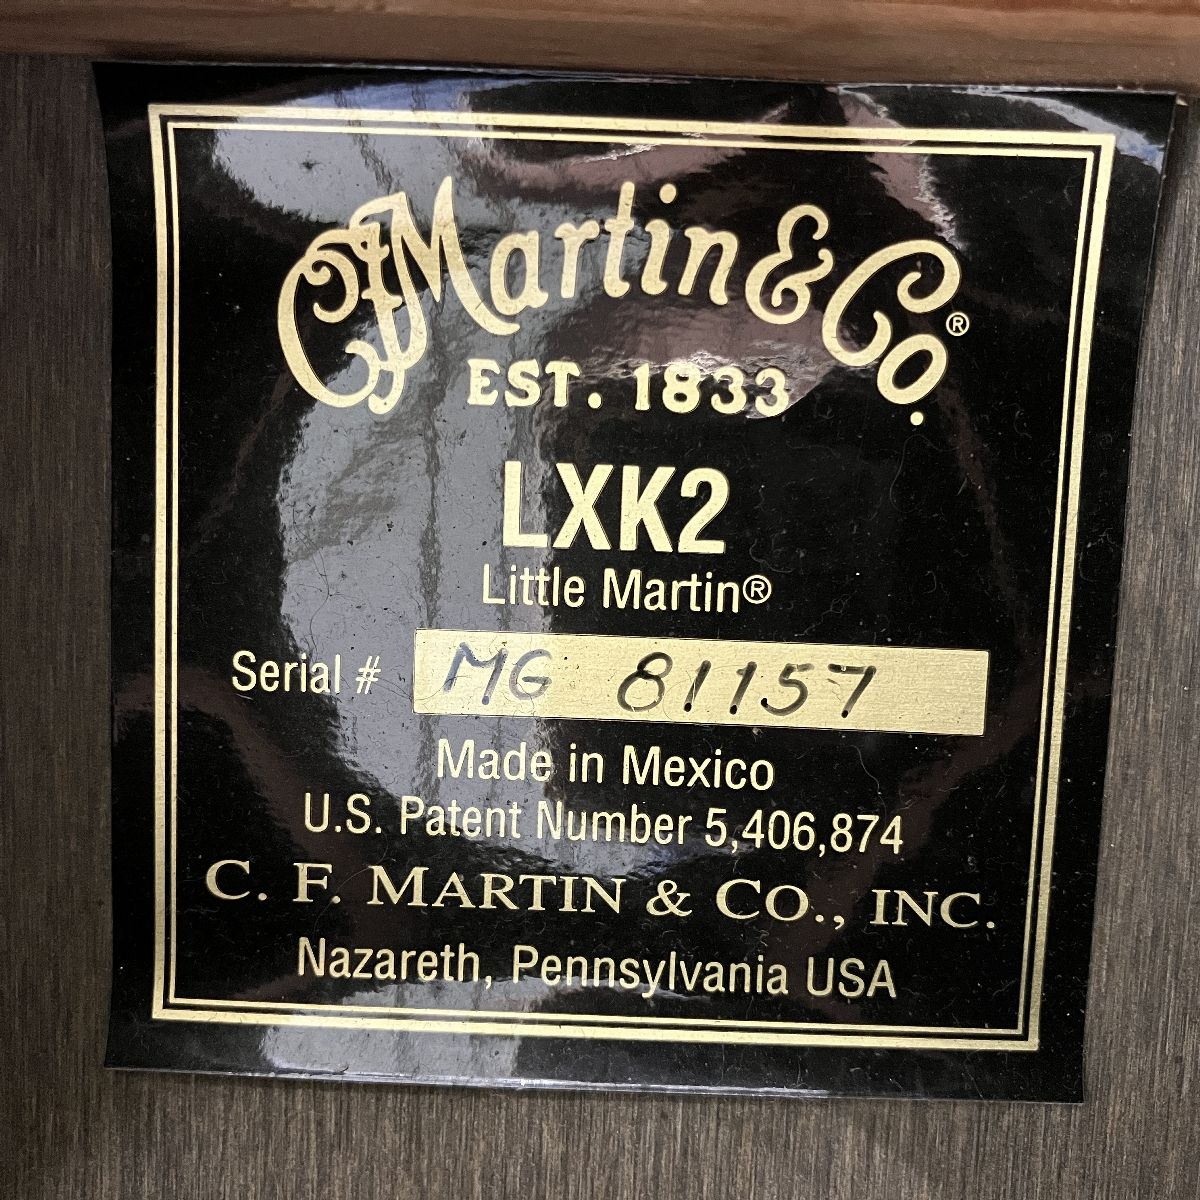 CFMartin & Co.®
EST. 1833
LXK2
Little Martin®
Serial # MG 81157
Made in Mexico
U.S. Patent Number 5,406,874
C. F. MARTIN & CO., INC.
Nazareth, Pennsylvania USA